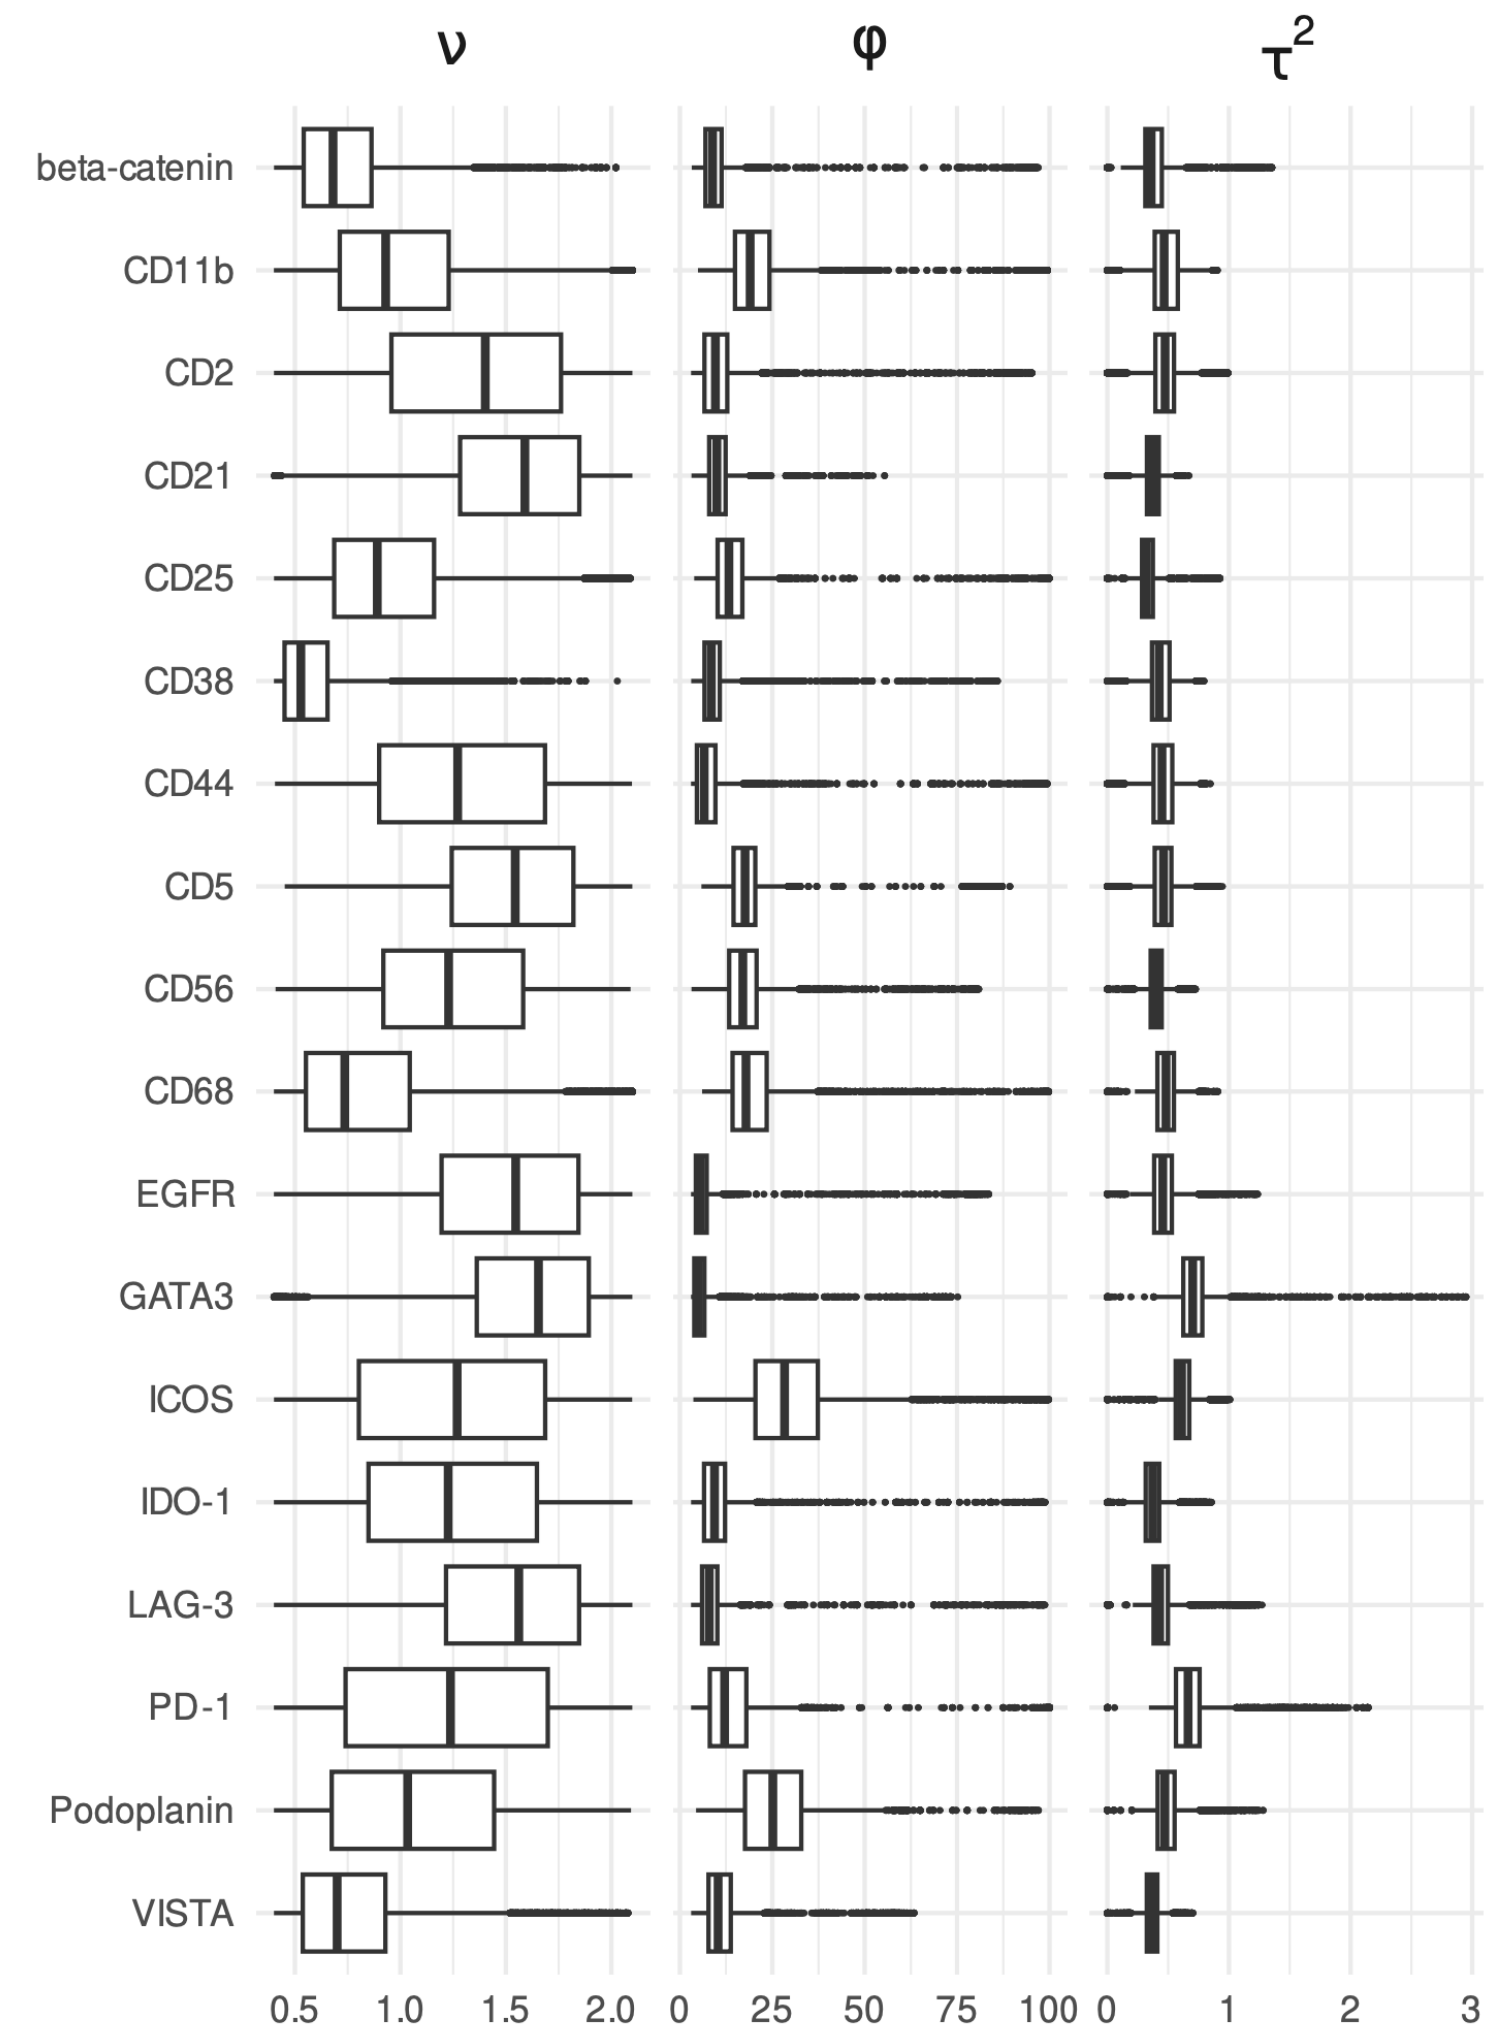 ν φ τ²
beta-catenin
CD11b
CD2
CD21
CD25
CD38
CD44
CD5
CD56
CD68
EGFR
GATA3
ICOS
IDO-1
LAG-3
PD-1
Podoplanin
VISTA
0.5 1.0 1.5 2.0 0 25 50 75 100 0 1 2 3